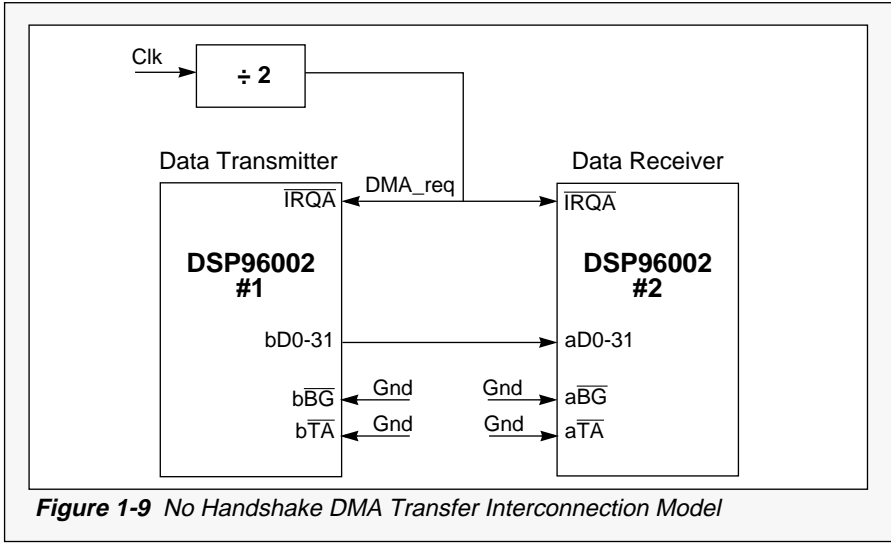 Clk
÷ 2
Data Transmitter
Data Receiver
DMA_req
IRQA
IRQA
DSP96002
#1
DSP96002
#2
bD0-31
aD0-31
bBG
Gnd
Gnd
aBG
bTA
Gnd
Gnd
aTA
Figure 1-9 No Handshake DMA Transfer Interconnection Model